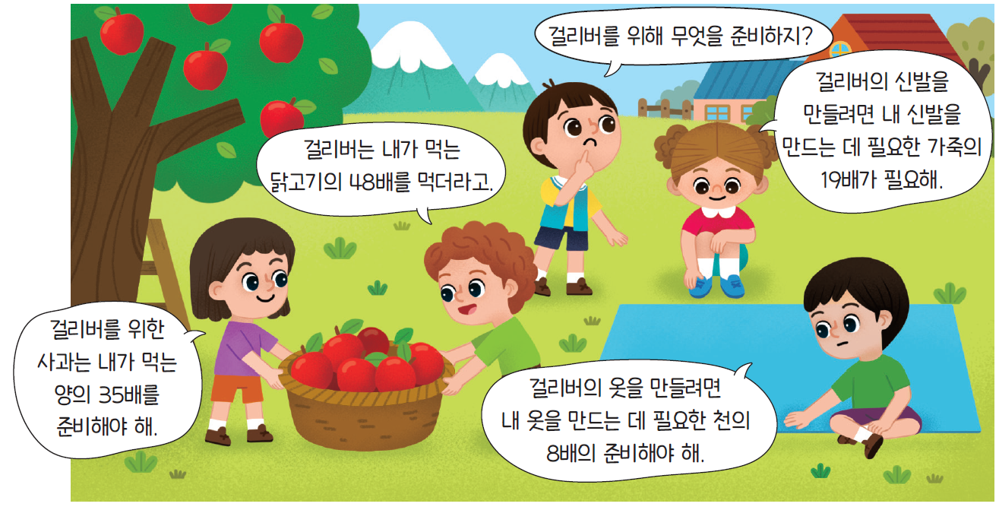 걸리버를 위해 무엇을 준비하지?
걸리버의 신발을
만들려면 내 신발을
만드는 데 필요한 가죽의
19배가 필요해.
걸리버는 내가 먹는
닭고기의 48배를 먹더라고.
걸리버를 위한
사과는 내가 먹는
양의 35배를
준비해야 해.
걸리버의 옷을 만들려면
내 옷을 만드는 데 필요한 천의
8배의 준비해야 해.